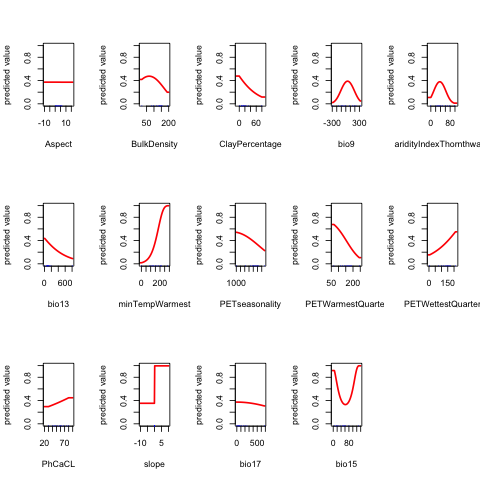 predicted value
0.0 0.4 0.8
-10 10
Aspect
predicted value
0.0 0.4 0.8
50 200
BulkDensity
predicted value
0.0 0.4 0.8
0 60
ClayPercentage
predicted value
0.0 0.4 0.8
-300 300
bio9
predicted value
0.0 0.4 0.8
0 80
aridityIndexThornthwa
predicted value
0.0 0.4 0.8
0 600
bio13
predicted value
0.0 0.4 0.8
0 200
minTempWarmest
predicted value
0.0 0.4 0.8
1000
PETseasonality
predicted value
0.0 0.4 0.8
50 200
PETWarmestQuarte
predicted value
0.0 0.4 0.8
0 150
PETWettestQuarter
predicted value
0.0 0.4 0.8
20 70
PhCaCL
predicted value
0.0 0.4 0.8
-10 5
slope
predicted value
0.0 0.4 0.8
0 500
bio17
predicted value
0.0 0.4 0.8
0 80
bio15